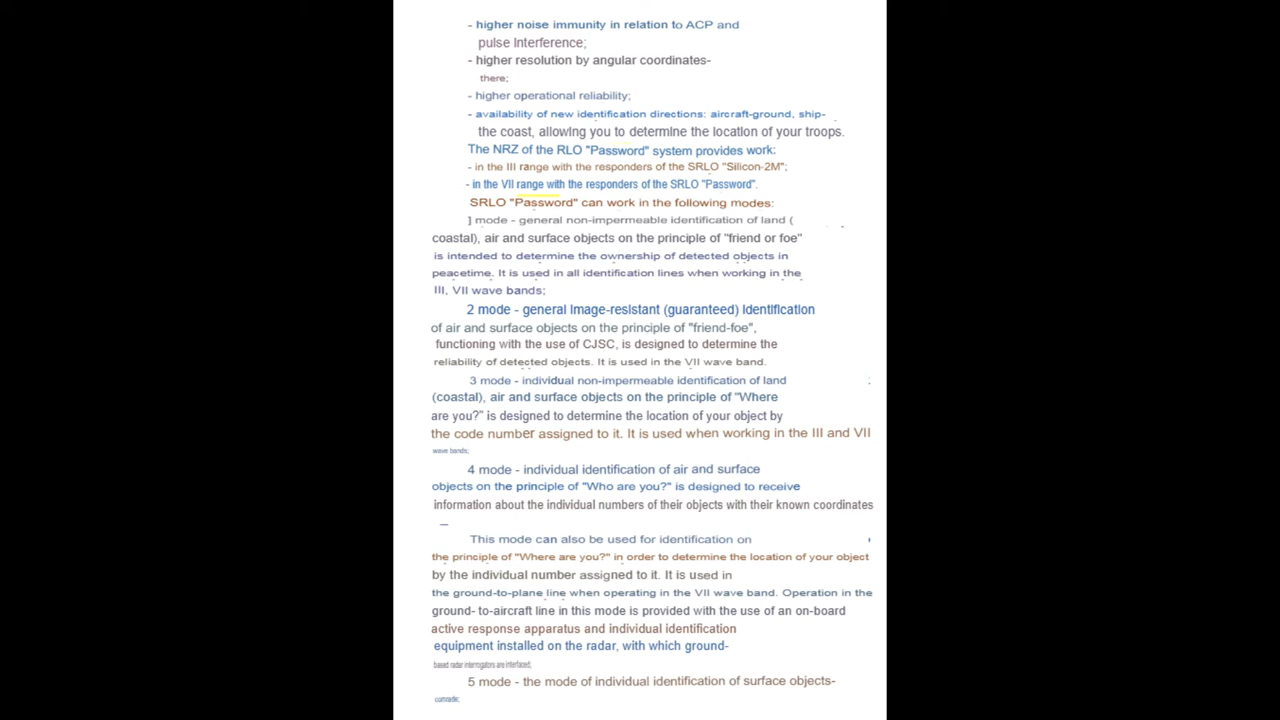 - higher noise immunity in relation to ACP and
pulse Interference;
- higher resolution by angular coordinates-
there;
- higher operational reliability;
- availability of new identification directions: aircraft-ground, ship-
the coast, allowing you to determine the location of your troops.
The NRZ of the RLO "Password" system provides work:
- in the III range with the responders of the SRLO "Silicon-2M";
- in the VII range with the responders of the SRLO "Password".
SRLO "Password" can work in the following modes:
] mode - general non-impermeable identification of land (
coastal), air and surface objects on the principle of "friend or foe"
is intended to determine the ownership of detected objects in
peacetime. It is used in all identification lines when working in the
III, VII wave bands;
2 mode - general image-resistant (guaranteed) identification
of air and surface objects on the principle of "friend-foe",
functioning with the use of CJSC, is designed to determine the
reliability of detected objects. It is used in the VII wave band.
3 mode - individual non-impermeable identification of land ;
(coastal), air and surface objects on the principle of "Where
are you?" is designed to determine the location of your object by
the code number assigned to it. It is used when working in the III and VII
wave bands;
4 mode - individual identification of air and surface
objects on the principle of "Who are you?" is designed to receive
information about the individual numbers of their objects with their known coordinates
—
This mode can also be used for identification on
the principle of "Where are you?" in order to determine the location of your object
by the individual number assigned to it. It is used in
the ground-to-plane line when operating in the VII wave band. Operation in the
ground- to-aircraft line in this mode is provided with the use of an on-board
active response apparatus and individual identification
equipment installed on the radar, with which ground-
based radar interrogators are interfaced;
5 mode - the mode of individual identification of surface objects-
comrade;